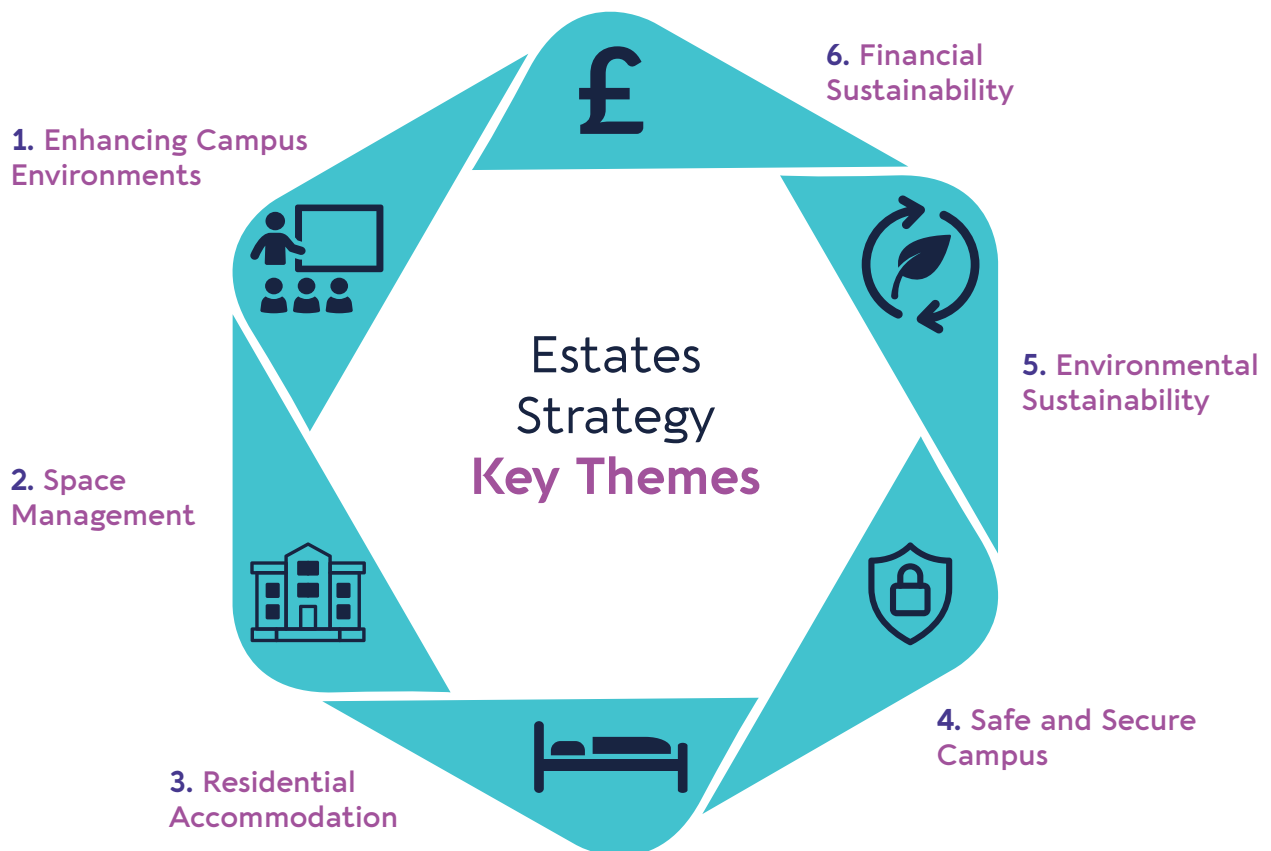 Estates
Strategy
Key Themes
1. Enhancing Campus
Environments
2. Space
Management
3. Residential
Accommodation
4. Safe and Secure
Campus
5. Environmental
Sustainability
6. Financial
Sustainability
£